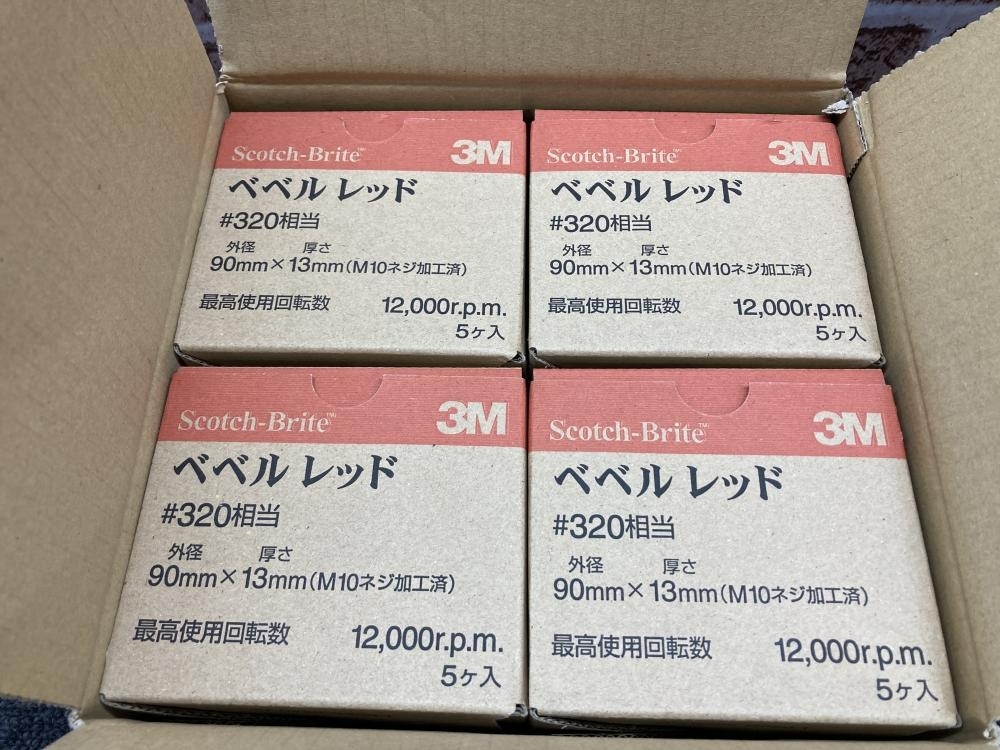 Scotch-Brite™ 3M
ベベル レッド
#320相当
外径 厚さ
90mm×13mm(M10ネジ加工済)
最高使用回転数 12,000r.p.m.
5ヶ入
Scotch-Brite™ 3M
ベベル レッド
#320相当
外径 厚さ
90mm×13mm(M10ネジ加工済)
最高使用回転数 12,000r.p.m.
5ヶ入
Scotch-Brite™ 3M
ベベル レッド
#320相当
外径 厚さ
90mm×13mm(M10ネジ加工済)
最高使用回転数 12,000r.p.m.
5ヶ入
Scotch-Brite™ 3M
ベベル レッド
#320相当
外径 厚さ
90mm×13mm(M10ネジ加工済)
最高使用回転数 12,000r.p.m.
5ヶ入